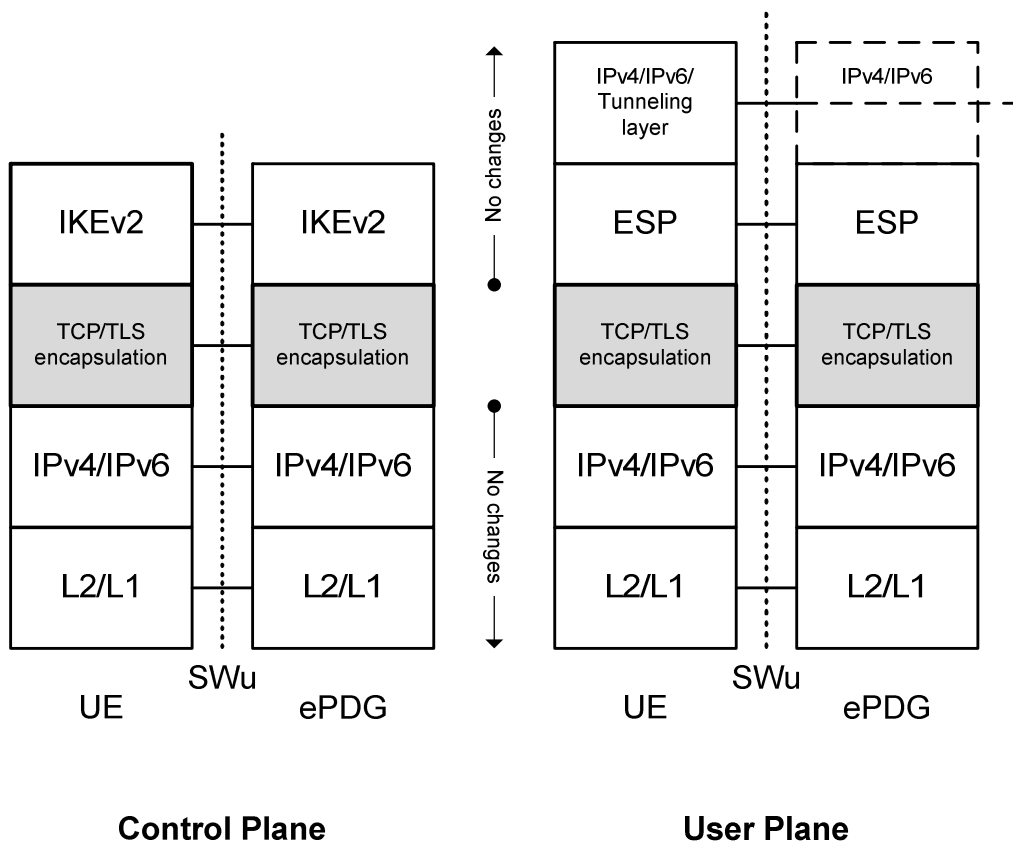 IPv4/IPv6/
Tunneling
layer
IPv4/IPv6
No changes
IKEv2
IKEv2
ESP
ESP
TCP/TLS
encapsulation
TCP/TLS
encapsulation
TCP/TLS
encapsulation
TCP/TLS
encapsulation
IPv4/IPv6
IPv4/IPv6
No changes
IPv4/IPv6
IPv4/IPv6
L2/L1
L2/L1
L2/L1
L2/L1
SWu
SWu
UE
ePDG
UE
ePDG
Control Plane
User Plane